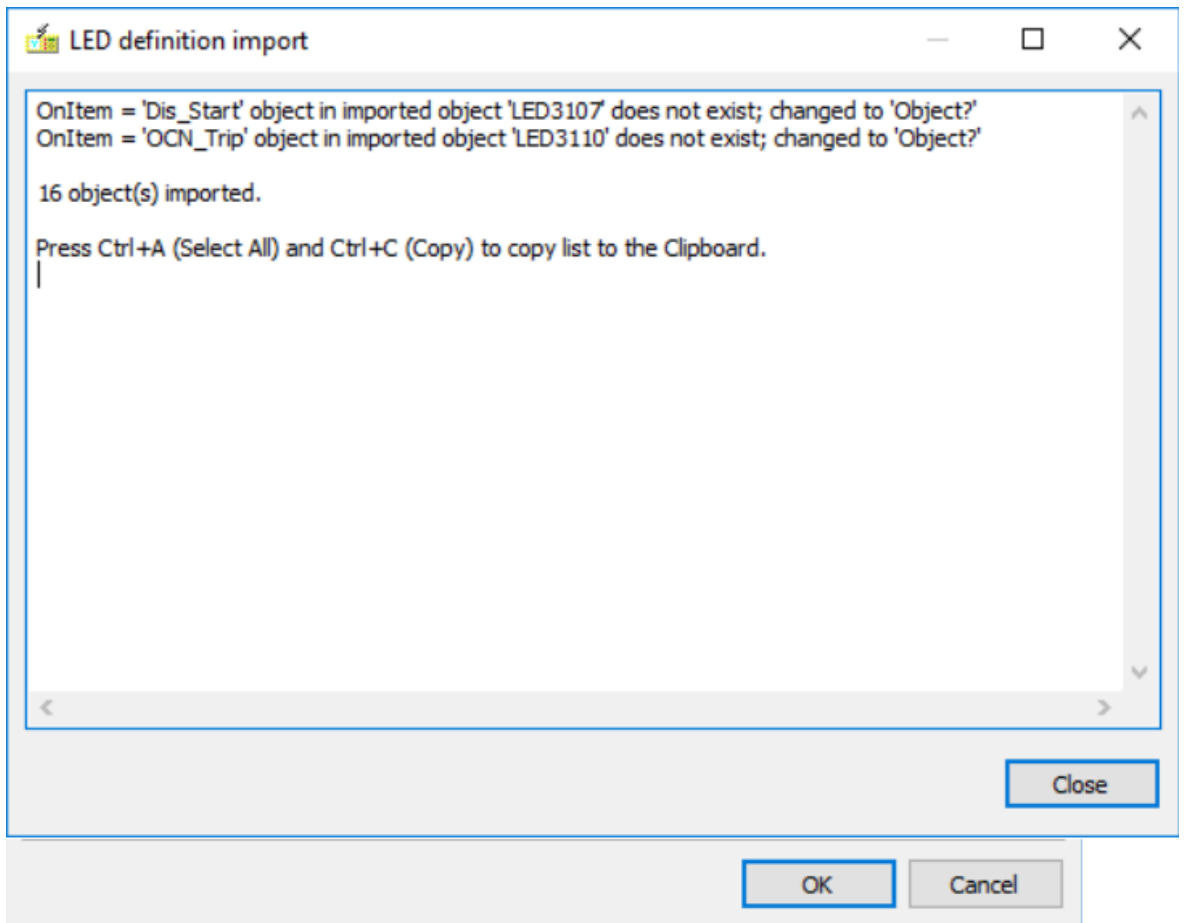 LED definition import
OnItem = 'Dis_Start' object in imported object 'LED3107' does not exist; changed to 'Object?'
OnItem = 'OCN_Trip' object in imported object 'LED3110' does not exist; changed to 'Object?'
16 object(s) imported.
Press Ctrl+A (Select All) and Ctrl+C (Copy) to copy list to the Clipboard.
Close
OK Cancel